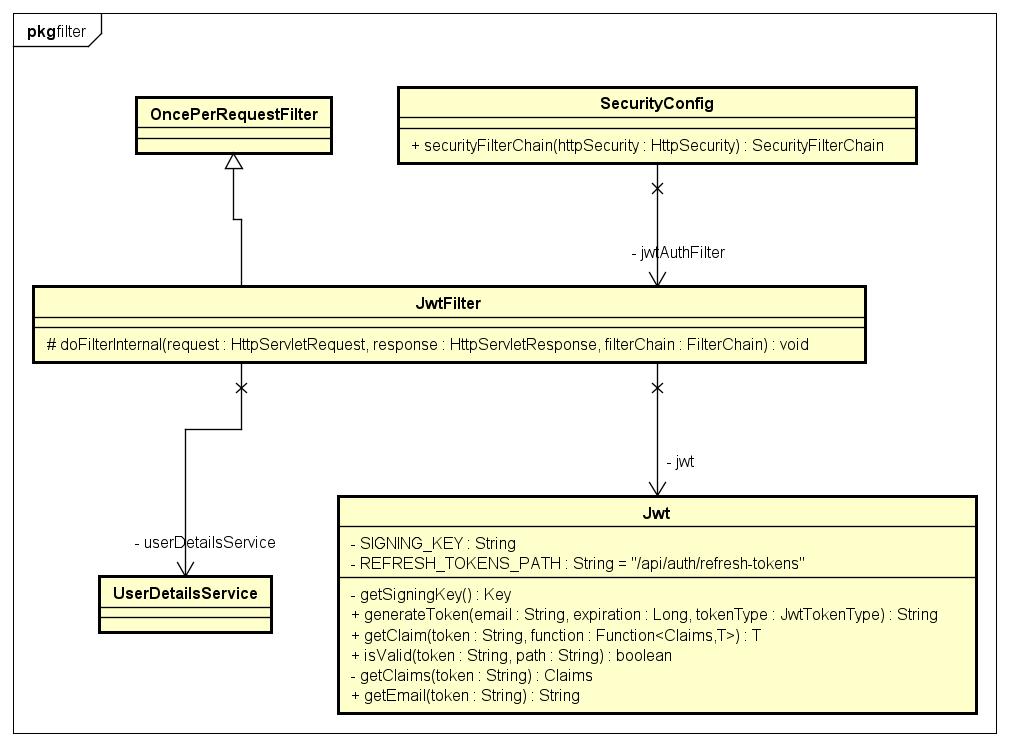 pkgfilter
OncePerRequestFilter
SecurityConfig
+ securityFilterChain(httpSecurity : HttpSecurity) : SecurityFilterChain
- jwtAuthFilter
JwtFilter
# doFilterInternal(request : HttpServletRequest, response : HttpServletResponse, filterChain : FilterChain) : void
- jwt
- userDetailsService
UserDetailsService
Jwt
- SIGNING_KEY : String
- REFRESH_TOKENS_PATH : String = "/api/auth/refresh-tokens"
- getSigningKey() : Key
+ generateToken(email : String, expiration : Long, tokenType : JwtTokenType) : String
+ getClaim(token : String, function : Function<Claims,T>) : T
+ isValid(token : String, path : String) : boolean
- getClaims(token : String) : Claims
+ getEmail(token : String) : String